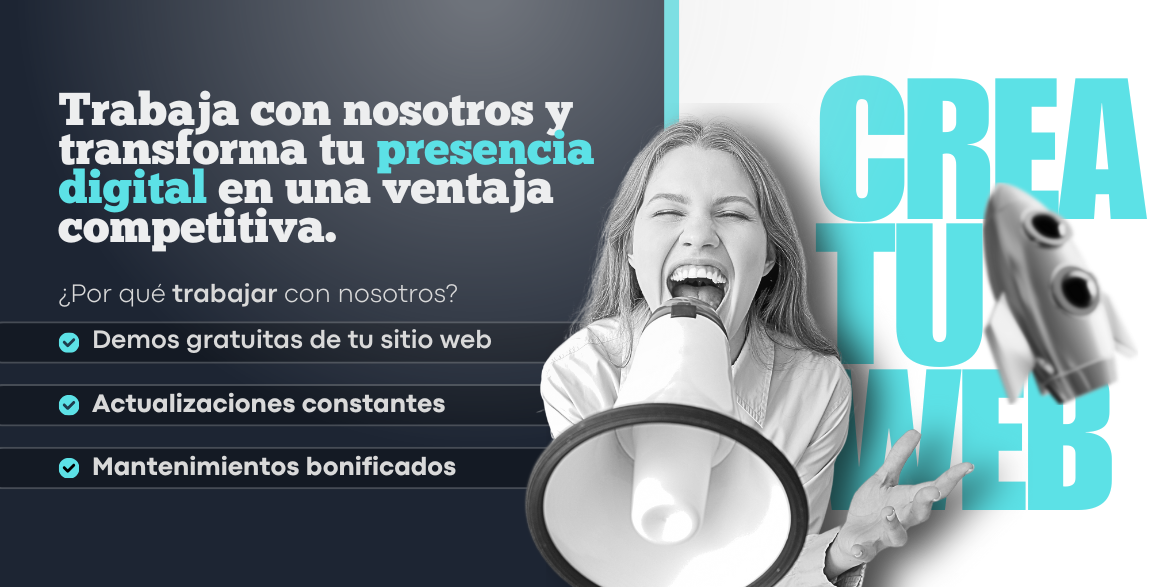 Trabaja con nosotros y
transforma tu presencia
digital en una ventaja
competitiva.
¿Por qué trabajar con nosotros?
Demos gratuitas de tu sitio web
Actualizaciones constantes
Mantenimientos bonificados
CREA
TU
WEB